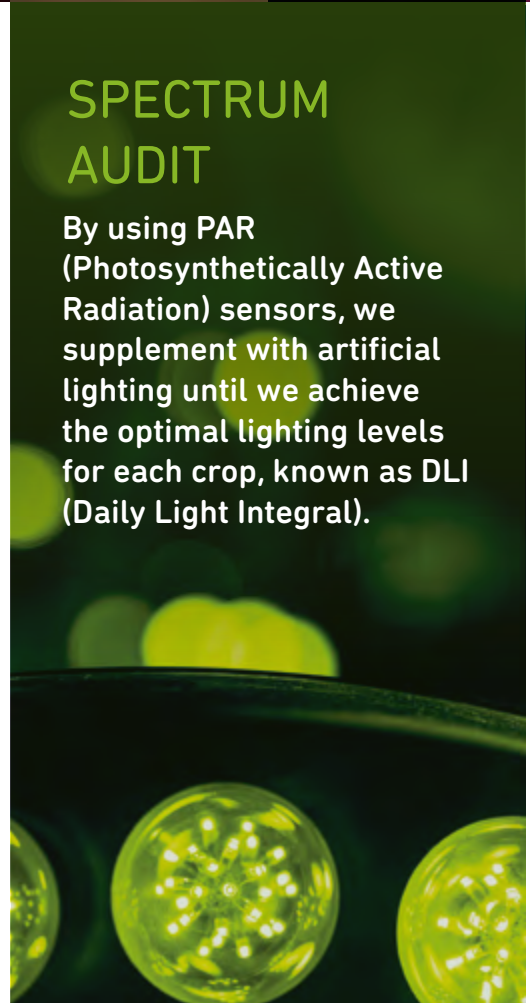 SPECTRUM
AUDIT
By using PAR
(Photosynthetically Active
Radiation) sensors, we
supplement with artificial
lighting until we achieve
the optimal lighting levels
for each crop, known as DLI
(Daily Light Integral).